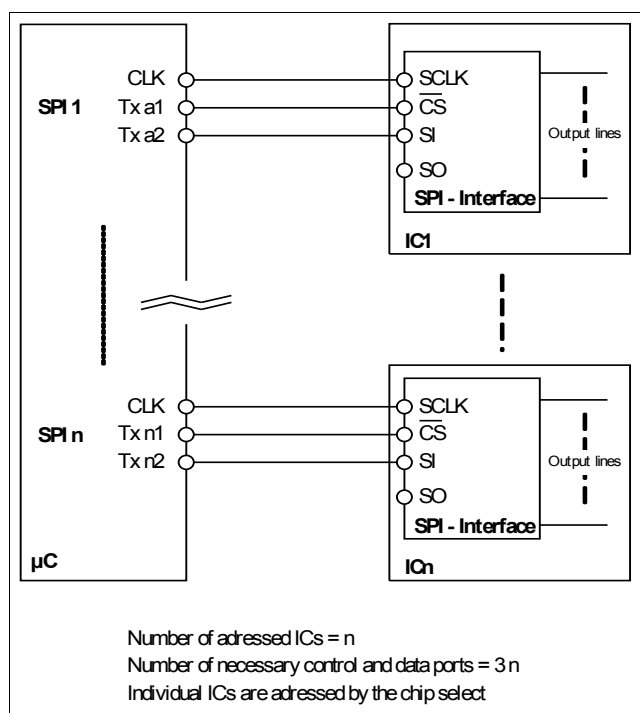 CLK
SPI 1
Tx a1
Tx a2
SCLK
CS
SI
SO
SPI - Interface
Output lines
IC1
CLK
SPI n
Tx n1
Tx n2
µC
SCLK
CS
SI
SO
SPI - Interface
Output lines
ICn
Number of adressed ICs = n
Number of necessary control and data ports = 3 n
Individual ICs are adressed by the chip select